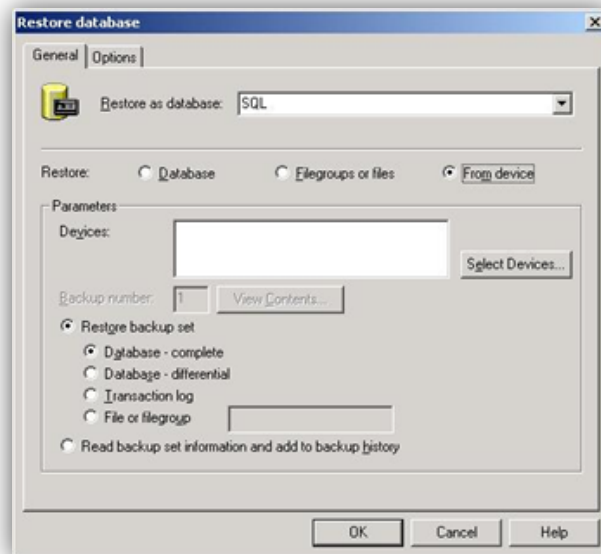 Restore database
General
Options
Restore as database: SQL
Restore: Database Filegroups or files From device
Parameters
Devices:
Select Devices...
Backup number: 1 View Contents...
Restore backup set
Database - complete
Database - differential
Transaction log
File or filegroup
Read backup set information and add to backup history
OK Cancel Help